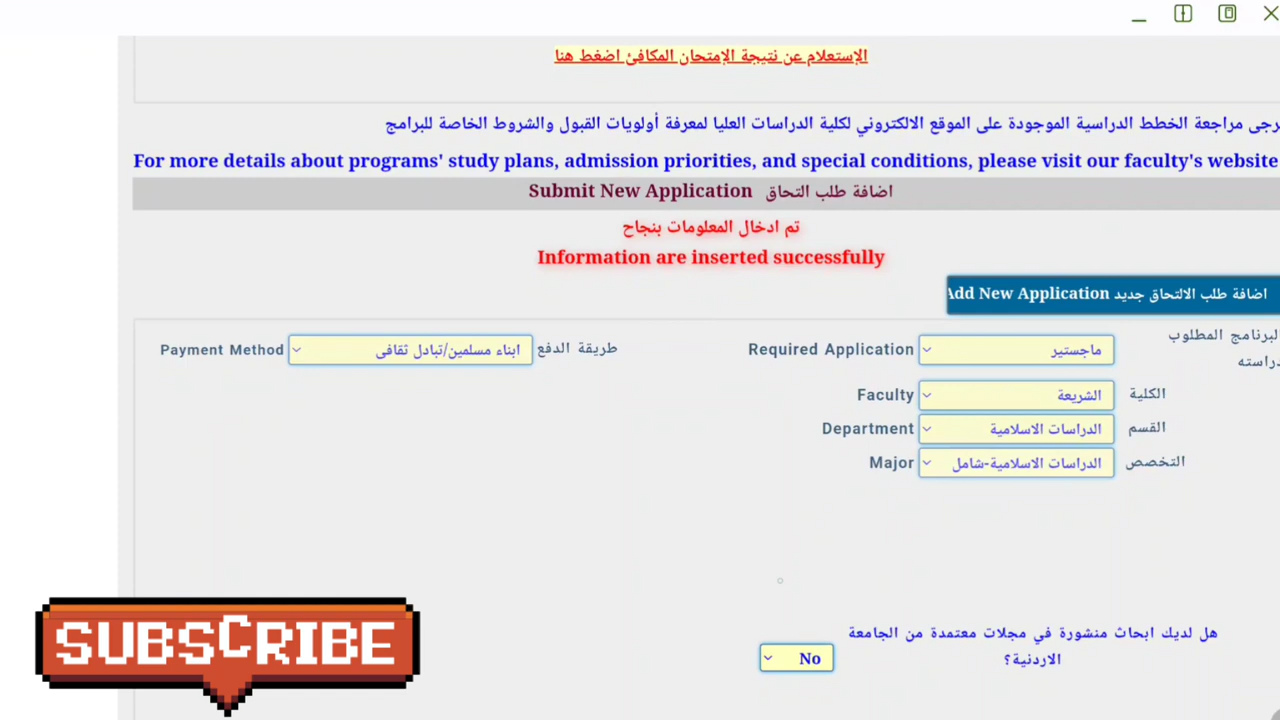 الإستعلام عن نتيجة الإمتحان المكافئ اضغط هنا
يرجى مراجعة الخطط الدراسية الموجودة على الموقع الالكتروني لكلية الدراسات العليا لمعرفة أولويات القبول والشروط الخاصة للبرامج
For more details about programs' study plans, admission priorities, and special conditions, please visit our faculty's website
اضافة طلب التحاق Submit New Application
تم ادخال المعلومات بنجاح
Information are inserted successfully
اضافة طلب الالتحاق جديد Add New Application
البرنامج المطلوب دراسته
ماجستير
Required Application
طريقة الدفع
ابناء مسلمين/تبادل ثقافى
Payment Method
الكلية
الشريعة
Faculty
القسم
الدراسات الاسلامية
Department
التخصص
الدراسات الاسلامية-شامل
Major
هل لديك ابحاث منشورة في مجلات معتمدة من الجامعة
الاردنية؟
No
SUBSCRIBE